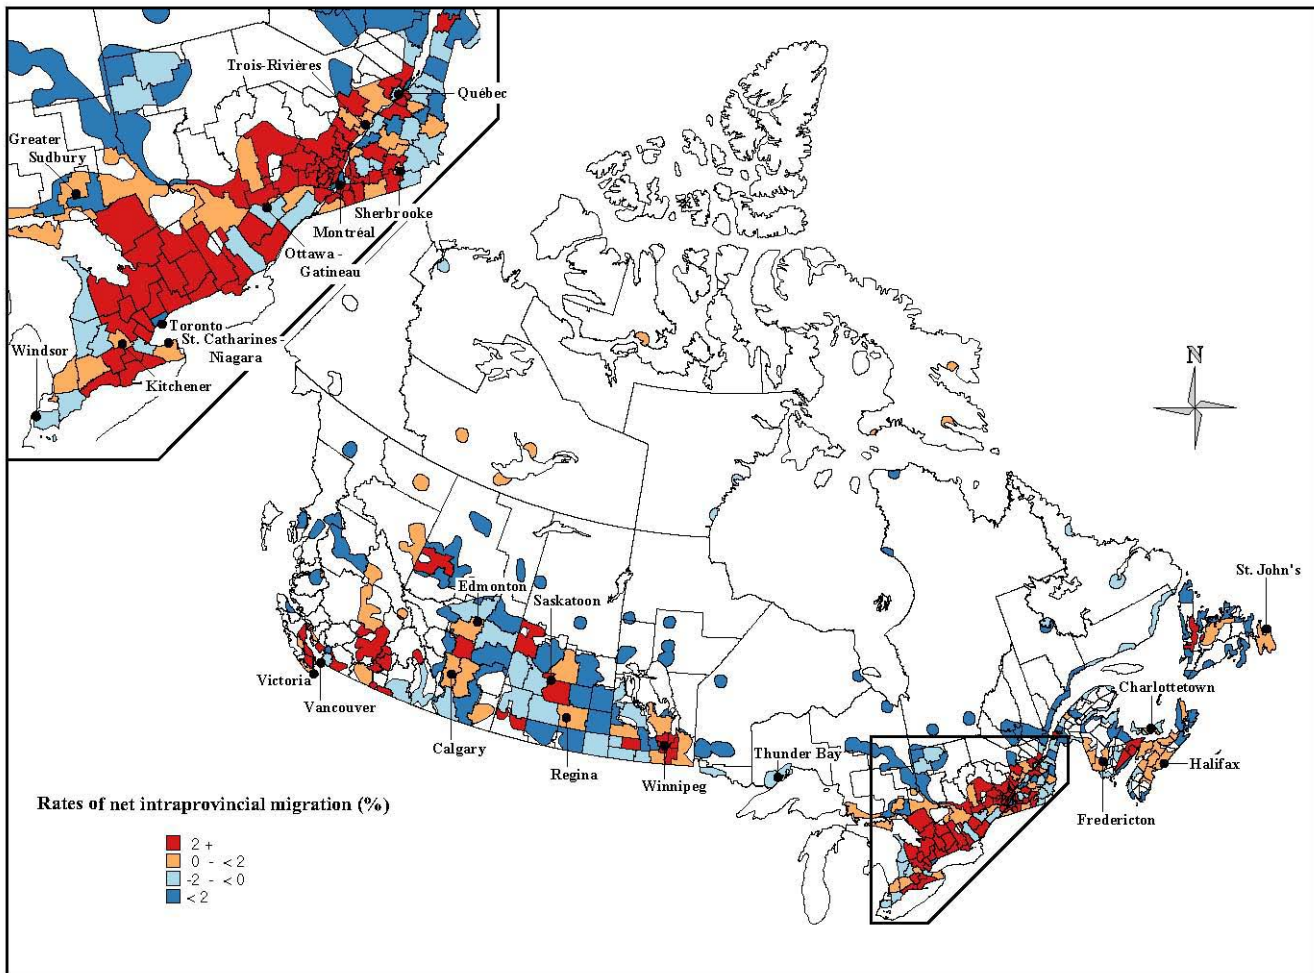 Trois-Rivières
Québec
Greater
Sudbury
Sherbrooke
Montréal
Ottawa -
Gatineau
Toronto
St. Catharines -
Niagara
Windsor
Kitchener
N
St. John's
Edmonton
Saskatoon
Victoria
Vancouver
Charlottetown
Calgary
Regina
Winnipeg
Thunder Bay
Halifax
Fredericton
Rates of net intraprovincial migration (%)
2 +
0 - < 2
-2 - < 0
< 2